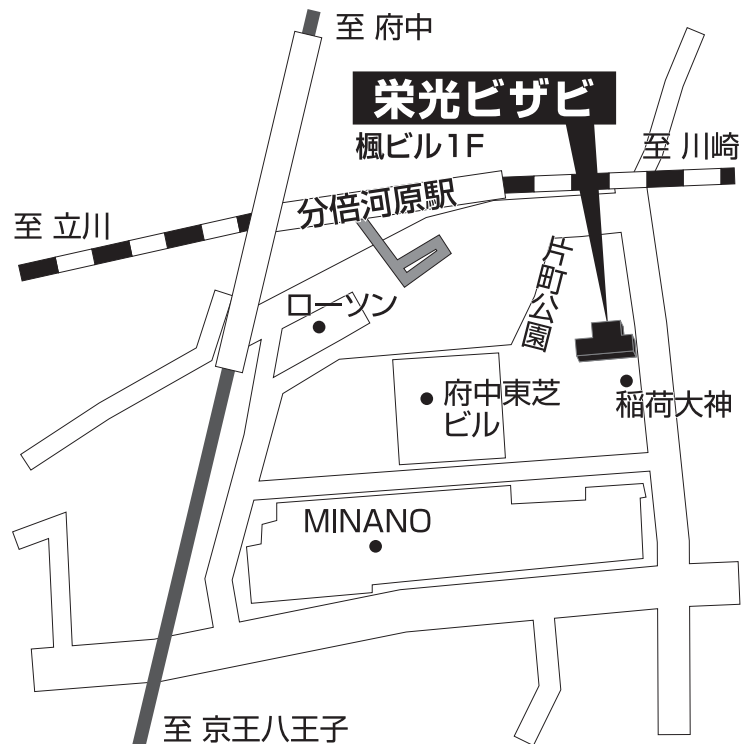 至 府中
栄光ビザビ
楓ビル1F
至 川崎
分倍河原駅
至 立川
片町公園
ローソン
府中東芝
ビル
稲荷大神
MINANO
至 京王八王子